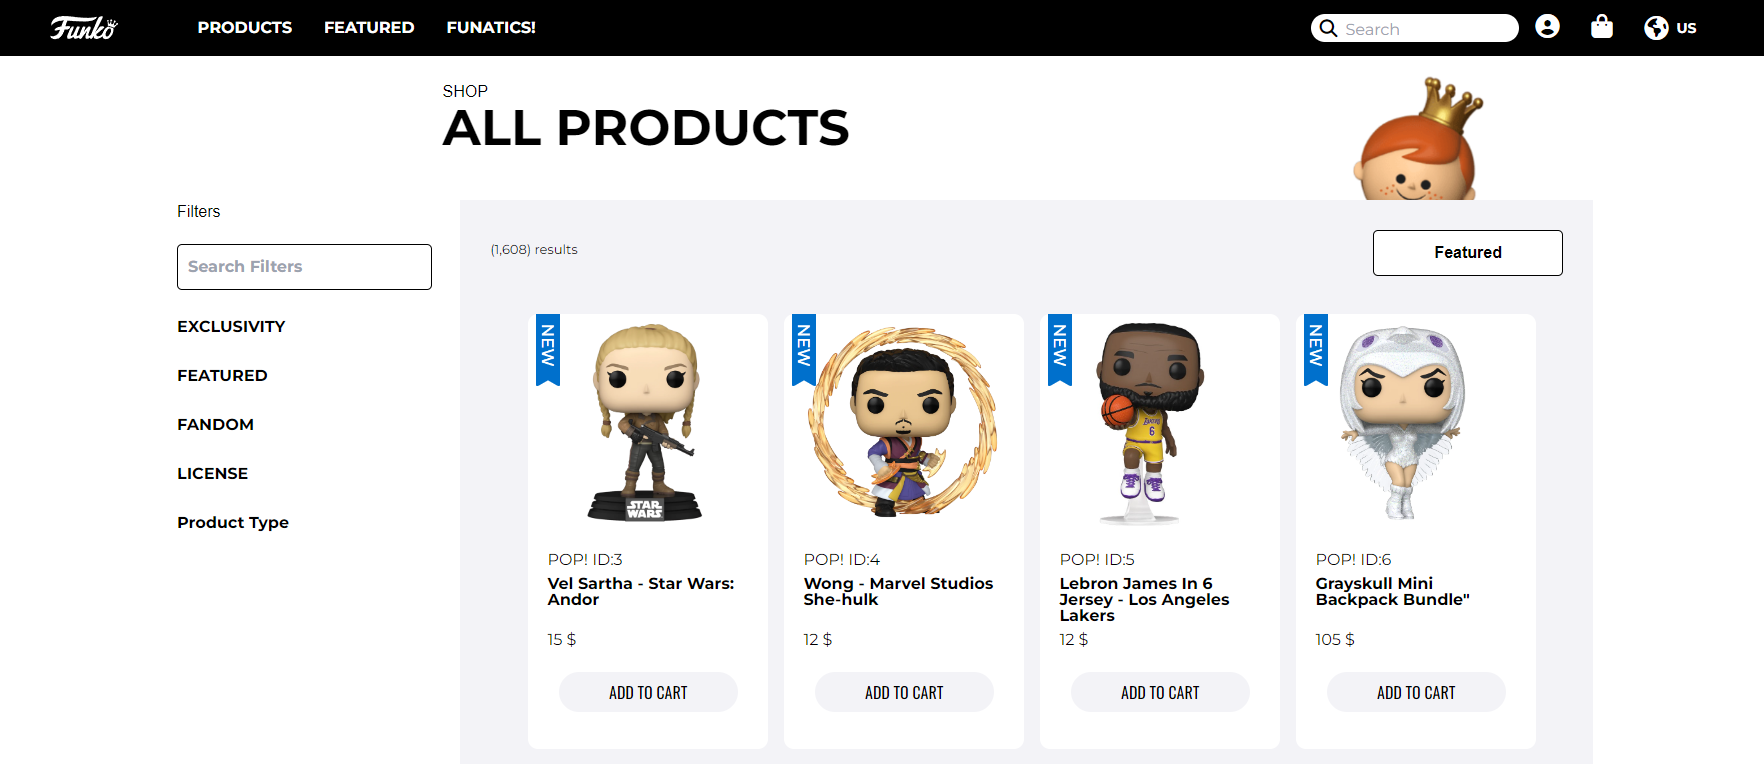 Funko
PRODUCTS FEATURED FUNATICS!
Search
US
SHOP
ALL PRODUCTS
Filters
Search Filters
EXCLUSIVITY
FEATURED
FANDOM
LICENSE
Product Type
(1,608) results
Featured
NEW
STAR
WARS
POP! ID:3
Vel Sartha - Star Wars:
Andor
15 $
ADD TO CART
NEW
POP! ID:4
Wong - Marvel Studios
She-hulk
12 $
ADD TO CART
NEW
LAKERS
6
POP! ID:5
Lebron James In 6
Jersey - Los Angeles
Lakers
12 $
ADD TO CART
NEW
POP! ID:6
Grayskull Mini
Backpack Bundle"
105 $
ADD TO CART